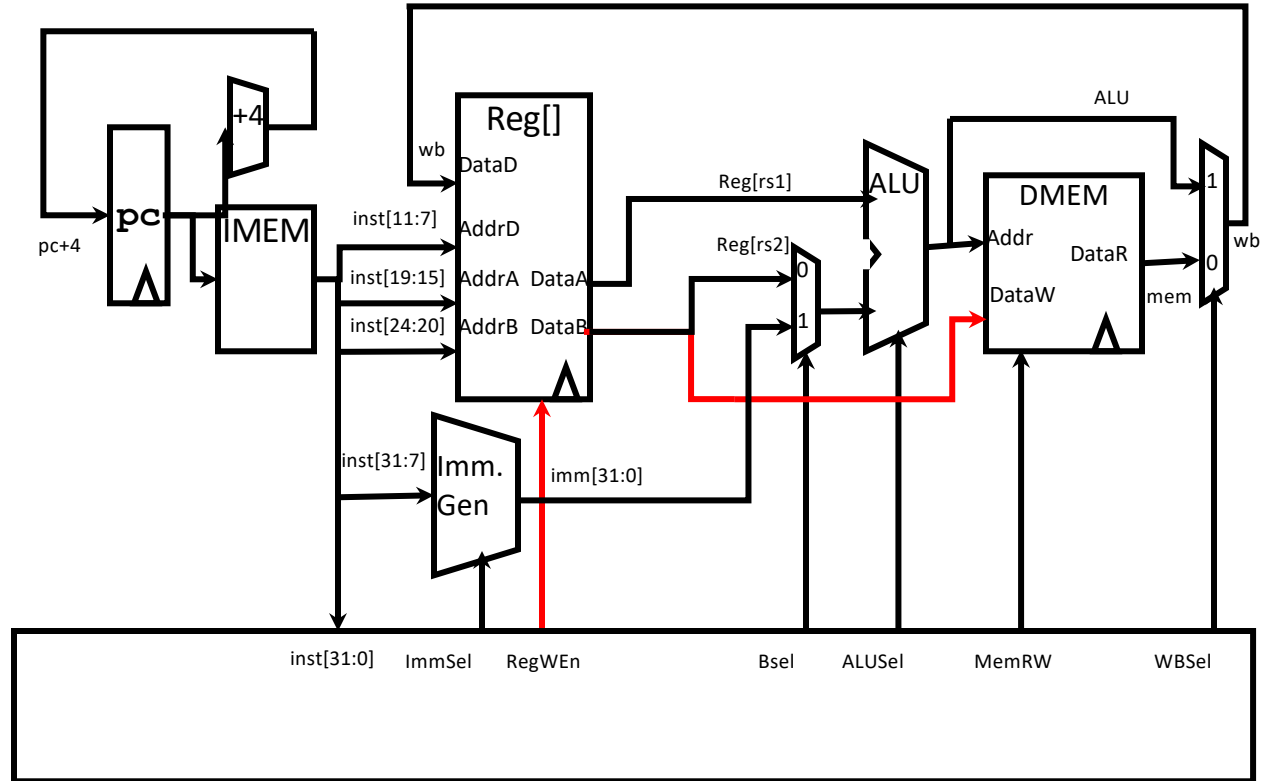 ALU
+4
Reg[]
wb
DataD
pc
IMEM
pc+4
inst[11:7]
AddrD
inst[19:15]
AddrA
DataA
inst[24:20]
AddrB
DataB
Reg[rs1]
Reg[rs2]
0
1
ALU
DMEM
Addr
DataR
DataW
mem
1
0
wb
inst[31:7]
Imm.
Gen
imm[31:0]
inst[31:0]
ImmSel
RegWEn
Bsel
ALUSel
MemRW
WBSel